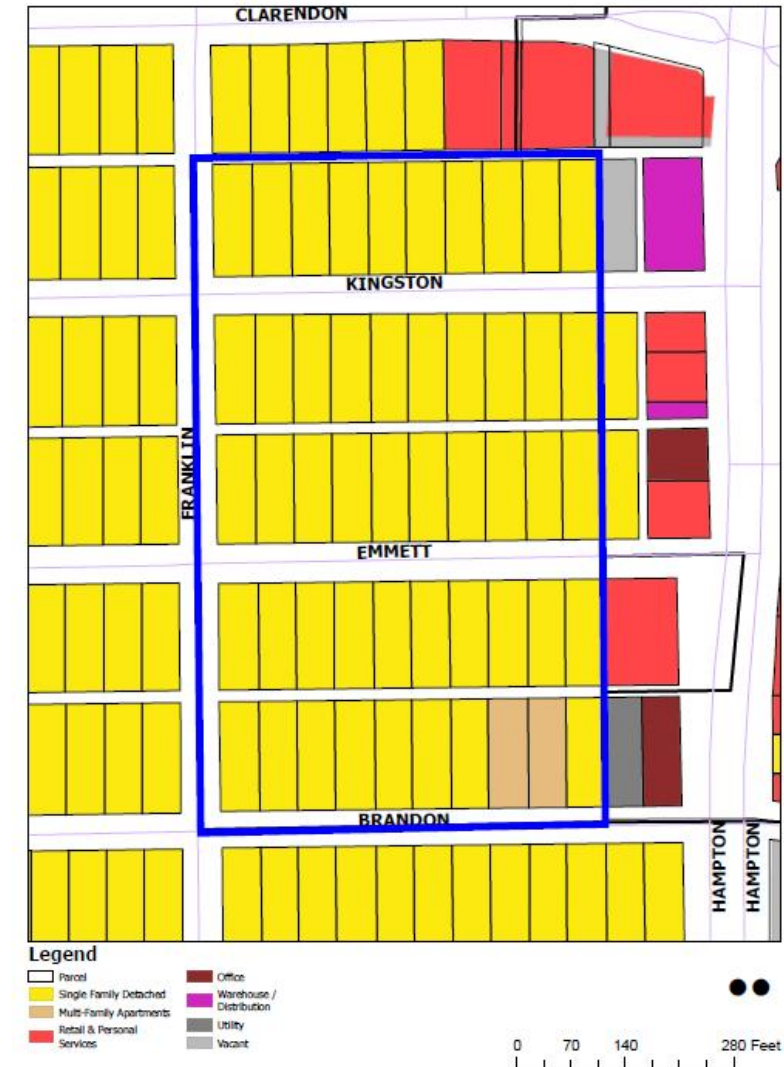 CLARENDON
KINGSTON
FRANKLIN
EMMETT
BRANDON
HAMPTON
HAMPTON
Legend
Parcel
Single Family Detached
Multi-Family Apartments
Retail & Personal
Services
Office
Warehouse /
Distribution
Utility
Vacant
0 70 140 280 Feet